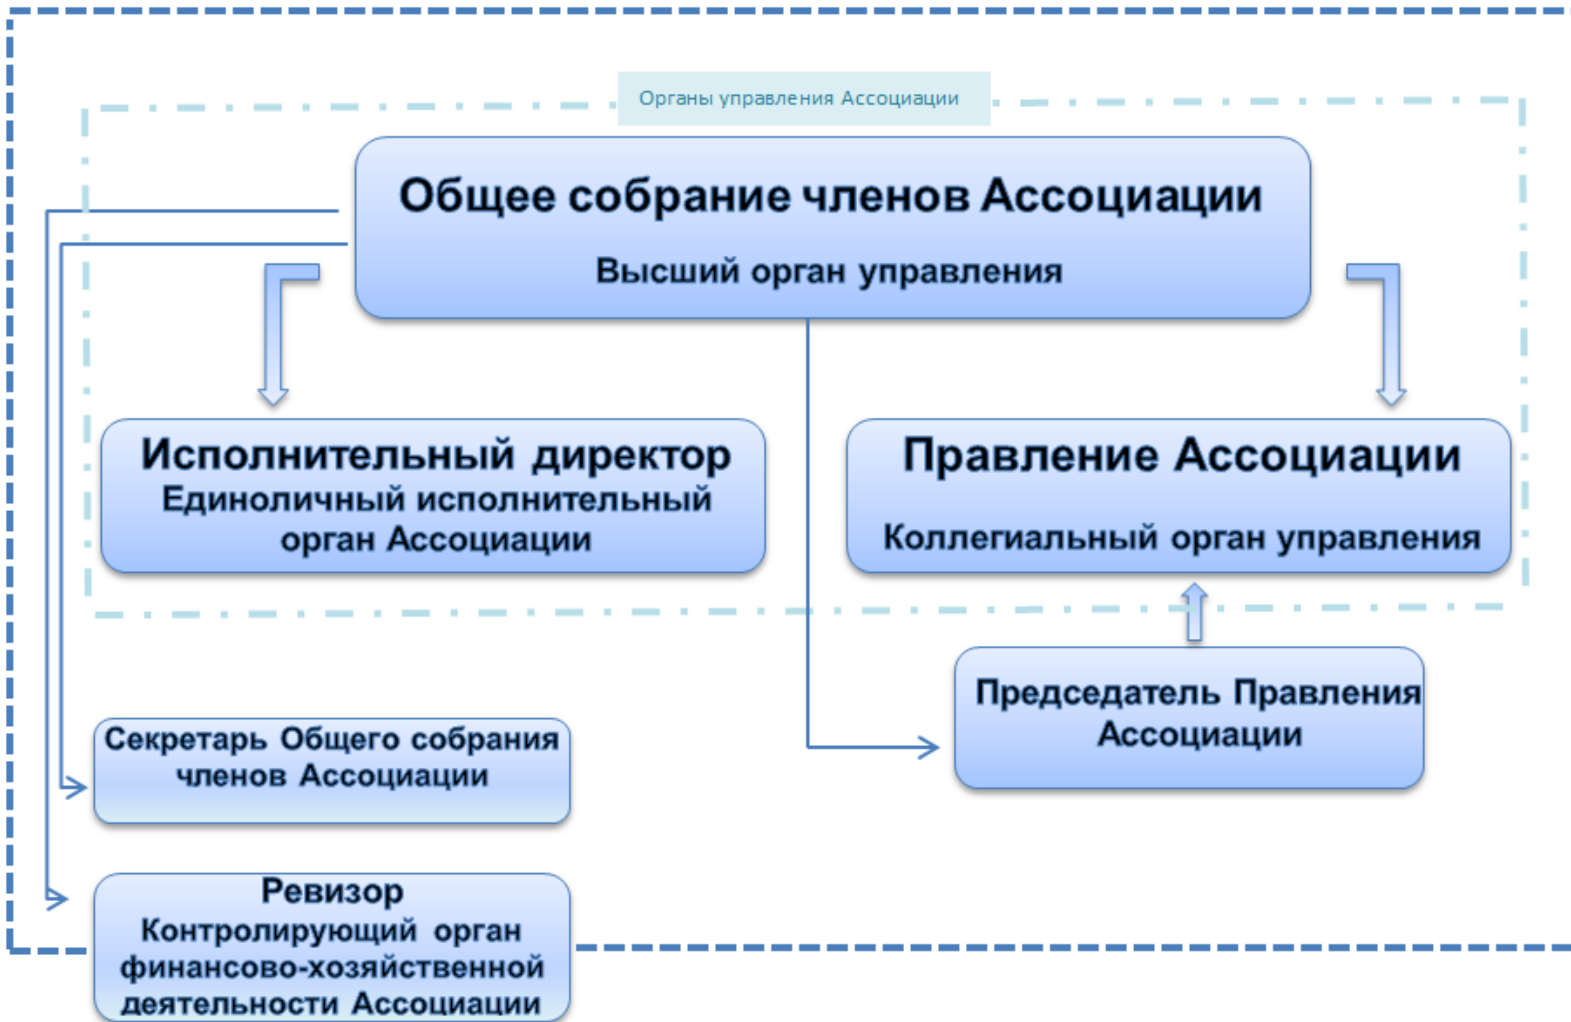 Органы управления Ассоциации
Общее собрание членов Ассоциации
Высший орган управления
Исполнительный директор
Единоличный исполнительный
орган Ассоциации
Правление Ассоциации
Коллегиальный орган управления
Председатель Правления
Ассоциации
Секретарь Общего собрания
членов Ассоциации
Ревизор
Контролирующий орган
финансово-хозяйственной
деятельности Ассоциации